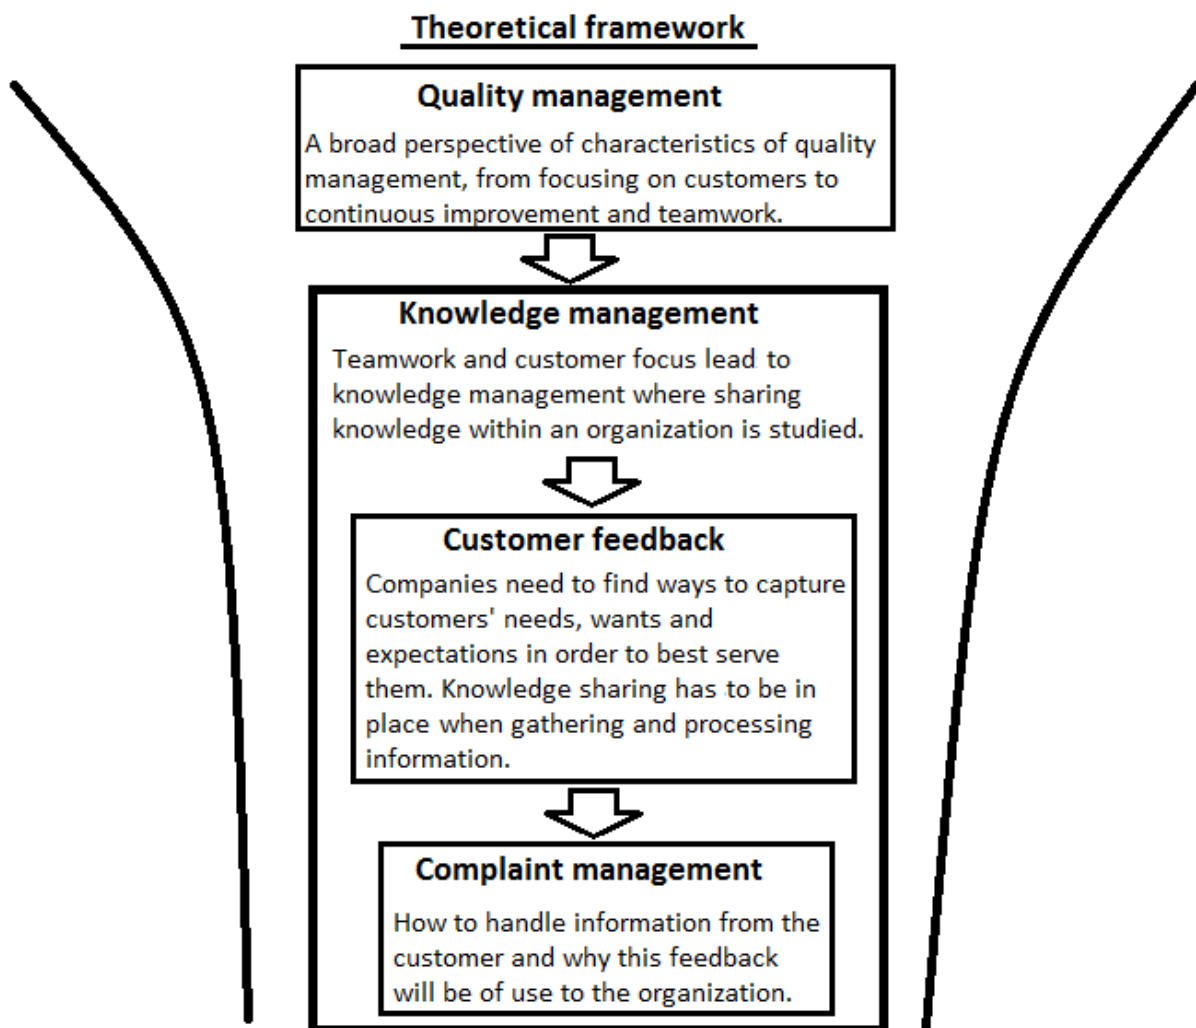 Theoretical framework
Quality management
A broad perspective of characteristics of quality
management, from focusing on customers to
continuous improvement and teamwork.
Knowledge management
Teamwork and customer focus lead to
knowledge management where sharing
knowledge within an organization is studied.
Customer feedback
Companies need to find ways to capture
customers' needs, wants and
expectations in order to best serve
them. Knowledge sharing has to be in
place when gathering and processing
information.
Complaint management
How to handle information from the
customer and why this feedback
will be of use to the organization.